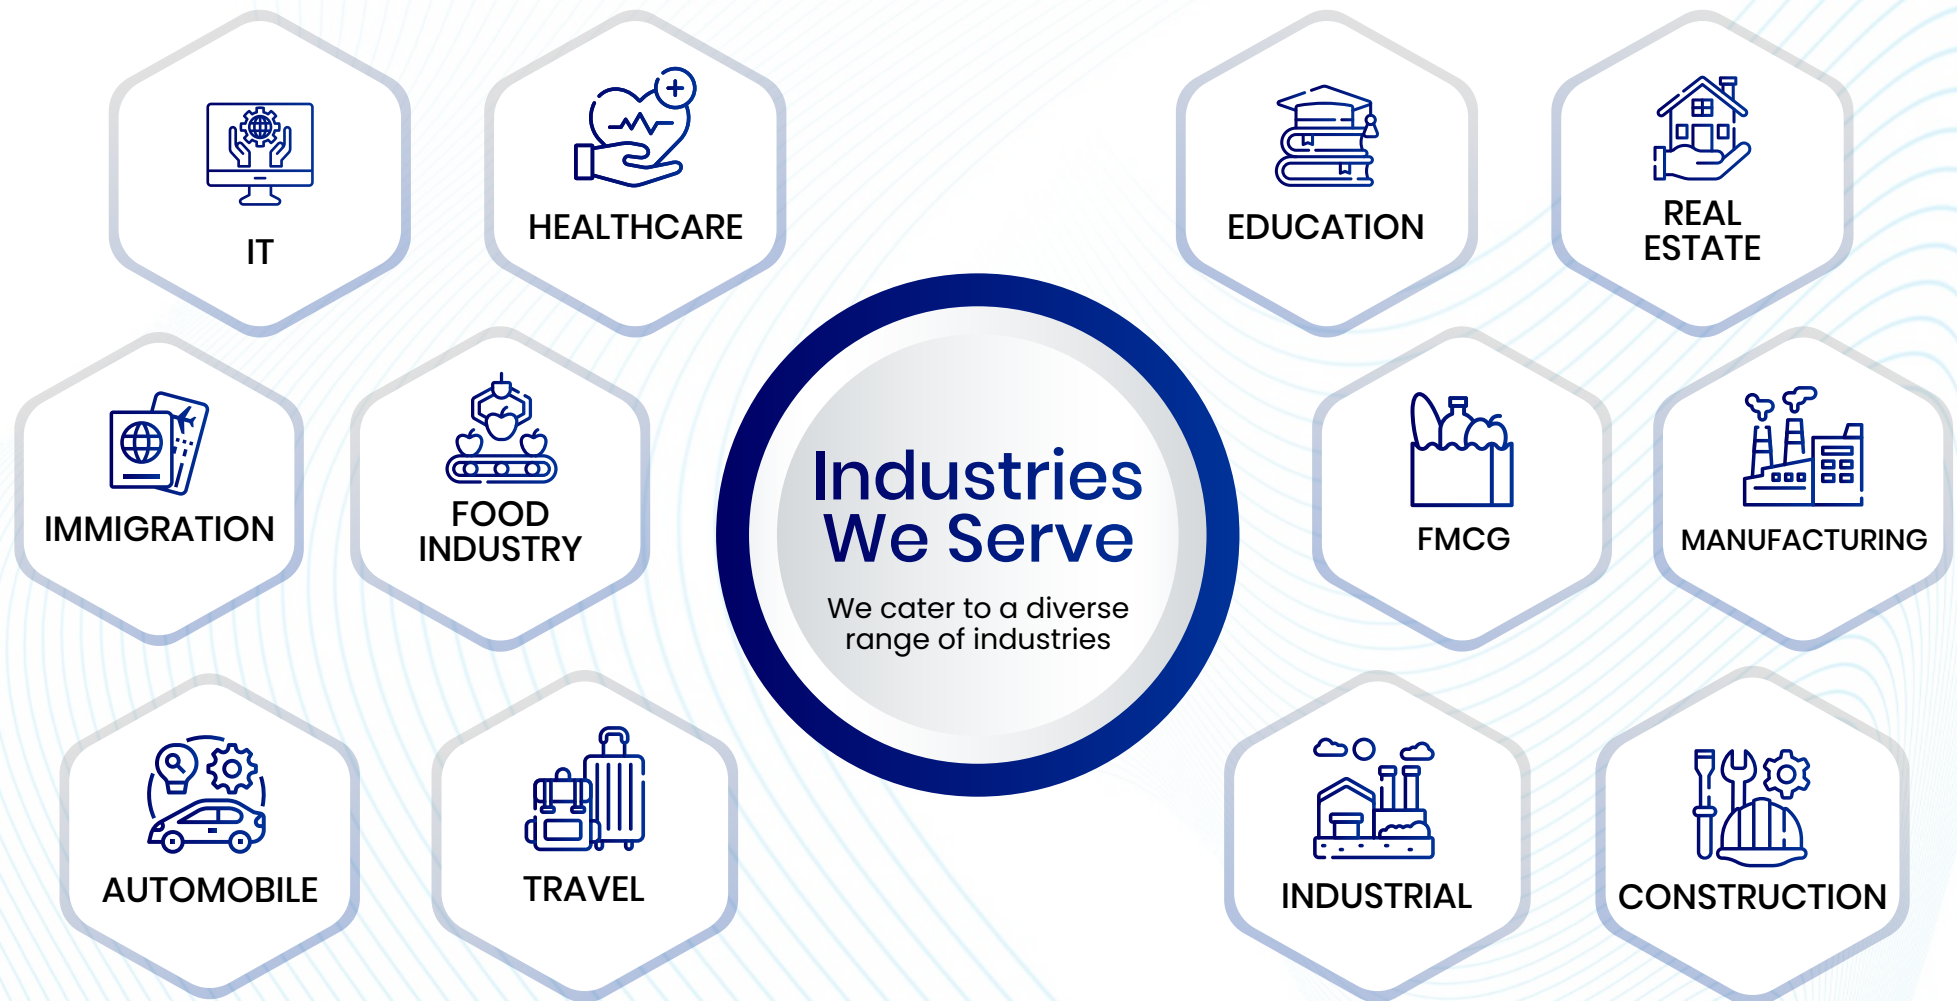 IT
HEALTHCARE
EDUCATION
REAL
ESTATE
IMMIGRATION
FOOD
INDUSTRY
Industries
We Serve
We cater to a diverse
range of industries
FMCG
MANUFACTURING
AUTOMOBILE
TRAVEL
INDUSTRIAL
CONSTRUCTION